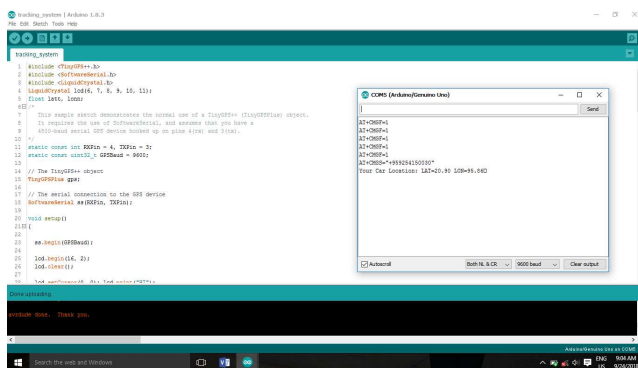 tracking_system | Arduino 1.8.3
File Edit Sketch Tools Help
tracking_system
1 #include <TinyGPS++.h>
2 #include <SoftwareSerial.h>
3 #include <LiquidCrystal.h>
4 LiquidCrystal lcd(6, 7, 8, 9, 10, 11);
5 float latt, lonn;
6 /*
7 This sample sketch demonstrates the normal use of a TinyGPS++ (TinyGPSPlus) object.
8 It requires the use of SoftwareSerial, and assumes that you have a
9 4800-baud serial GPS device hooked up on pins 4(rx) and 3(tx).
10 */
11 static const int RXPin = 4, TXPin = 3;
12 static const uint32_t GPSBaud = 9600;
13
14 // The TinyGPS++ object
15 TinyGPSPlus gps;
16
17 // The serial connection to the GPS device
18 SoftwareSerial ss(RXPin, TXPin);
19
20 void setup()
21 {
22
23 ss.begin(GPSBaud);
24
25 lcd.begin(16, 2);
26 lcd.clear();
27
COM5 (Arduino/Genuino Uno)
Send
AT+CMGF=1
AT+CMGF=1
AT+CMGF=1
AT+CMGF=1
AT+CMGS="+959254150030"
Your Car Location: LAT=20.90 LON=95.86
Autoscroll
Both NL & CR
9600 baud
Clear output
Done uploading.
avrdude done. Thank you.
Arduino/Genuino Uno on COM5
Search the web and Windows
ENG
US
9:04 AM